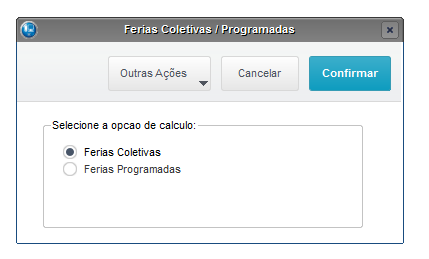 Ferias Coletivas / Programadas
Outras Ações
Cancelar
Confirmar
Selecione a opcao de calculo:
Ferias Coletivas
Ferias Programadas